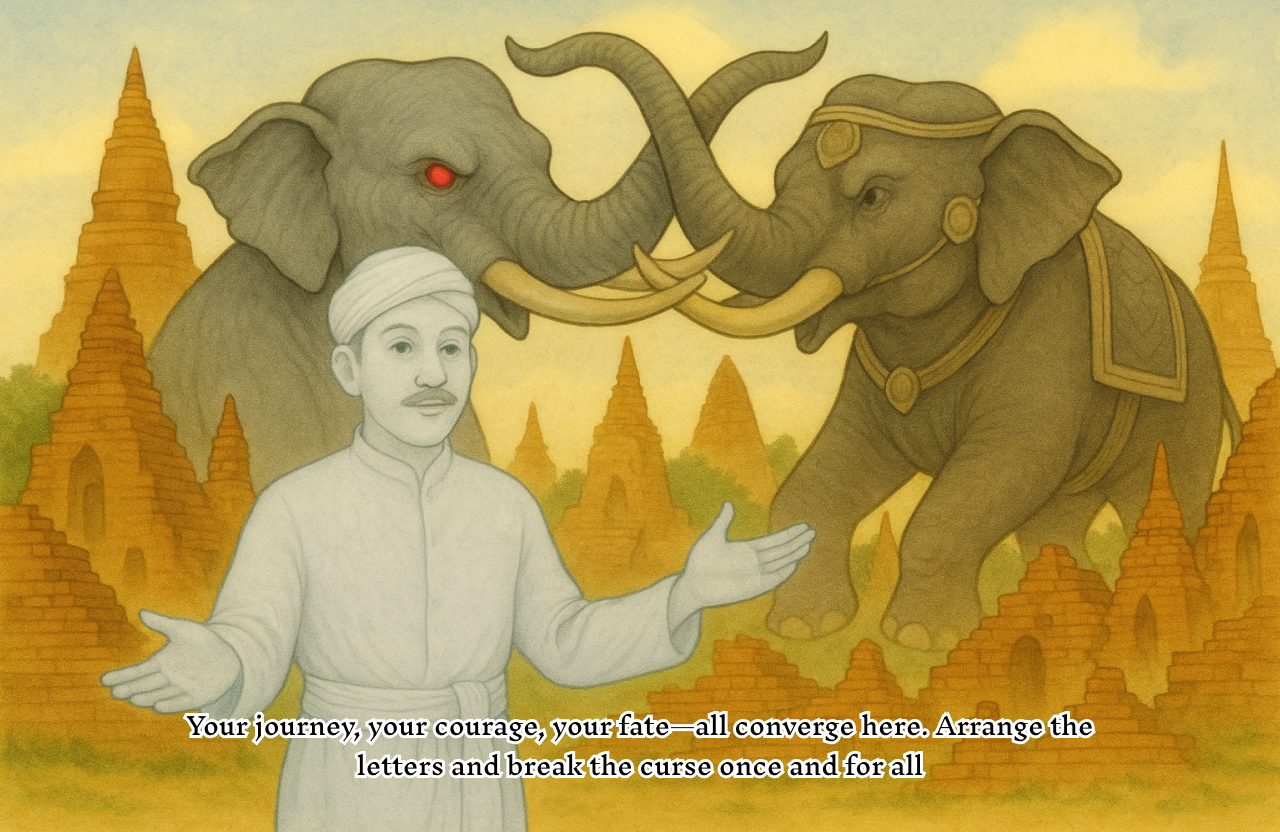 Your journey, your courage, your fate—all converge here. Arrange the
letters and break the curse once and for all